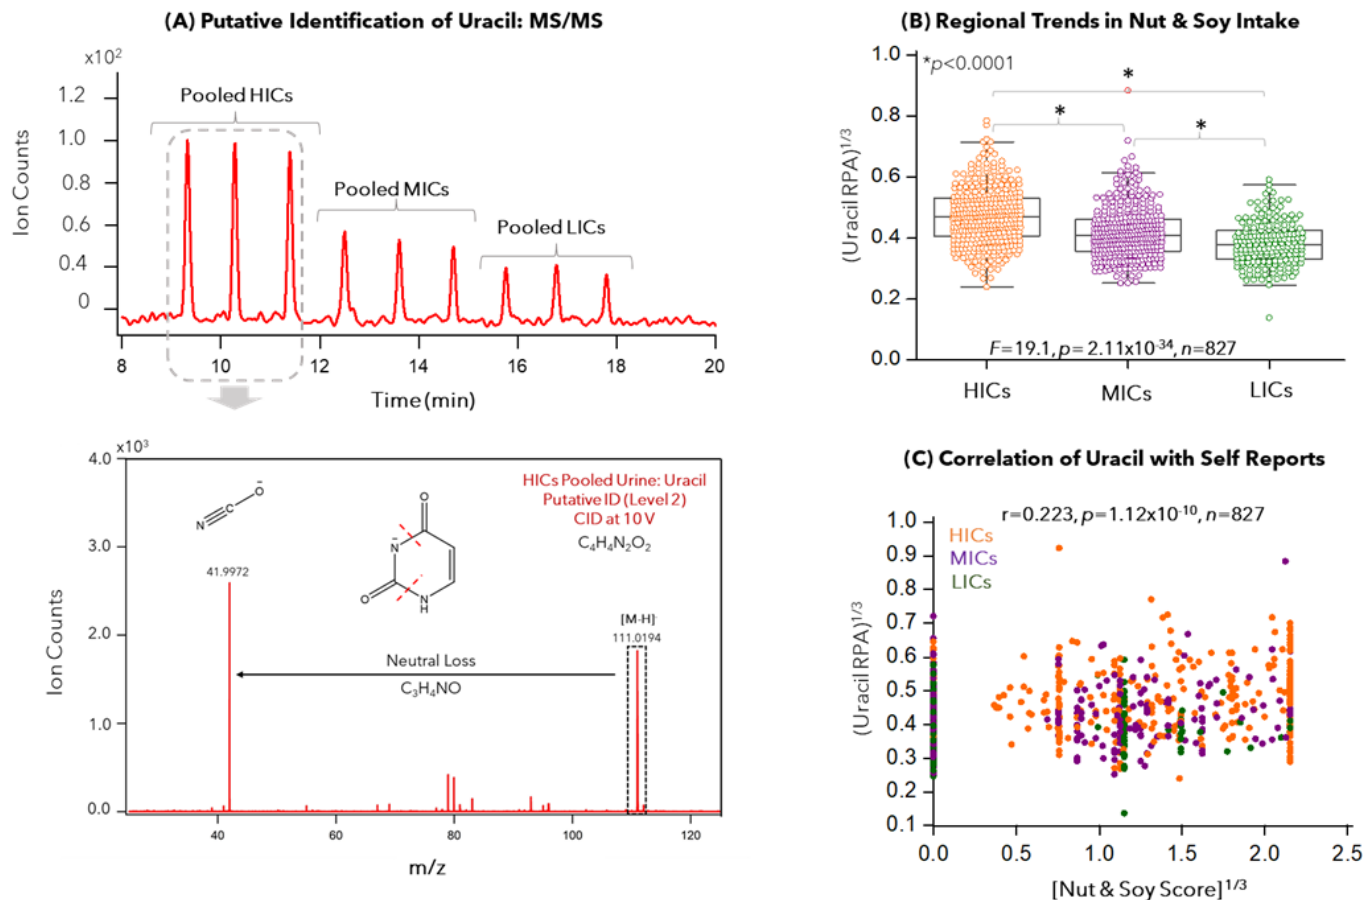 (A) Putative Identification of Uracil: MS/MS
x10²
Pooled HICs
Pooled MICs
Pooled LICs
1.2
1.0
0.8
0.6
0.4
0
Ion Counts
8 10 12 14 16 18 20
Time (min)
x10³
4.0
3.0
2.0
1.0
0.0
Ion Counts
HICs Pooled Urine: Uracil
Putative ID (Level 2)
CID at 10 V
C₄H₄N₂O₂
N C O⁻
O
N⁻
O
N
H
41.9972
[M-H]⁻
111.0194
Neutral Loss
C₃H₄NO
40 60 80 100 120
m/z
(B) Regional Trends in Nut & Soy Intake
*p<0.0001
*
*
*
1.0
0.8
0.6
0.4
0.2
0.0
(Uracil RPA)¹/³
F=19.1, p= 2.11x10⁻³⁴, n=827
HICs MICs LICs
(C) Correlation of Uracil with Self Reports
r=0.223, p=1.12x10⁻¹⁰, n=827
HICs
MICs
LICs
1.0
0.9
0.8
0.7
0.6
0.5
0.4
0.3
0.2
0.1
(Uracil RPA)¹/³
0.0 0.5 1.0 1.5 2.0 2.5
[Nut & Soy Score]¹/³